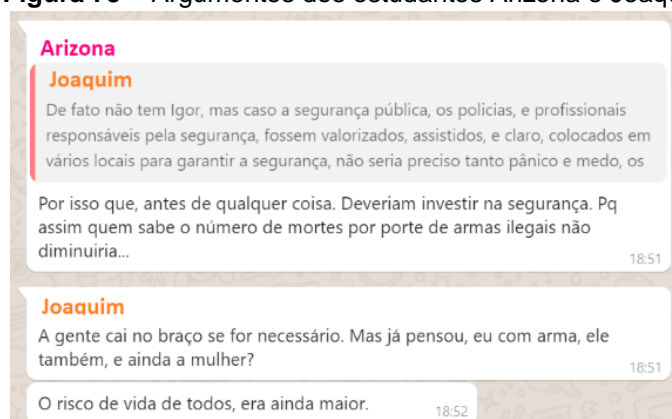 Arizona
Joaquim
De fato não tem Igor, mas caso a segurança pública, os policias, e profissionais
responsáveis pela segurança, fossem valorizados, assistidos, e claro, colocados em
vários locais para garantir a segurança, não seria preciso tanto pânico e medo, os
Por isso que, antes de qualquer coisa. Deveriam investir na segurança. Pq
assim quem sabe o número de mortes por porte de armas ilegais não
diminuiria...
18:51
Joaquim
A gente cai no braço se for necessário. Mas já pensou, eu com arma, ele
também, e ainda a mulher?
18:51
O risco de vida de todos, era ainda maior.
18:52